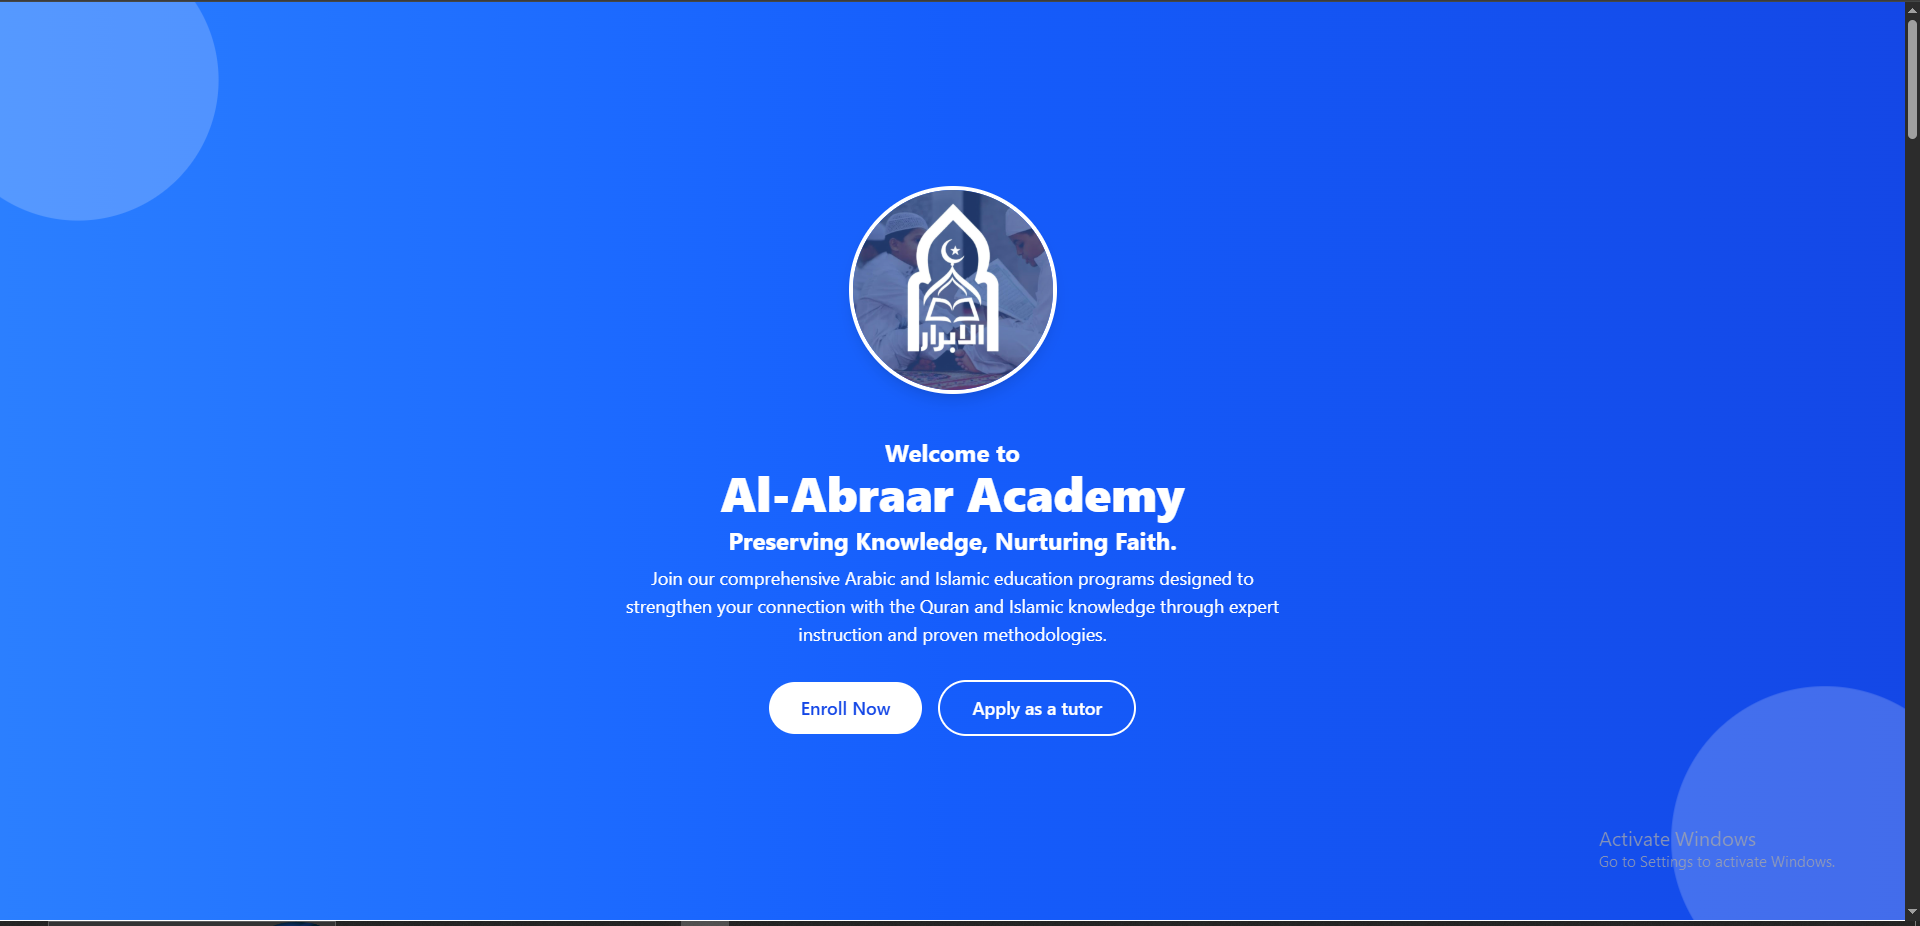 الابرار
Welcome to
Al-Abraar Academy
Preserving Knowledge, Nurturing Faith.
Join our comprehensive Arabic and Islamic education programs designed to
strengthen your connection with the Quran and Islamic knowledge through expert
instruction and proven methodologies.
Enroll Now
Apply as a tutor
Activate Windows
Go to Settings to activate Windows.